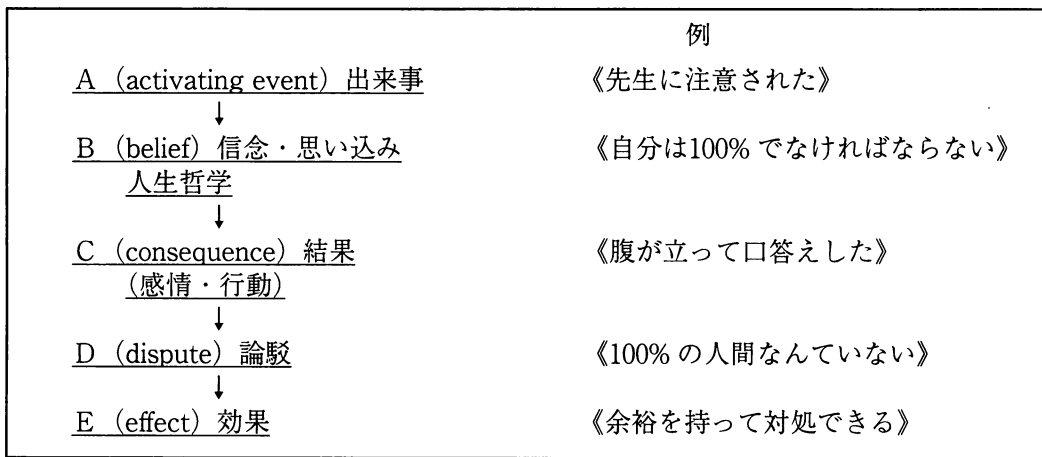 例
A (activating event) 出来事 《先生に注意された》
↓
B (belief) 信念・思い込み 《自分は100% でなければならない》
人生哲学
↓
C (consequence) 結果 《腹が立って口答えした》
(感情・行動)
↓
D (dispute) 論駁 《100% の人間なんていない》
↓
E (effect) 効果 《余裕を持って対処できる》